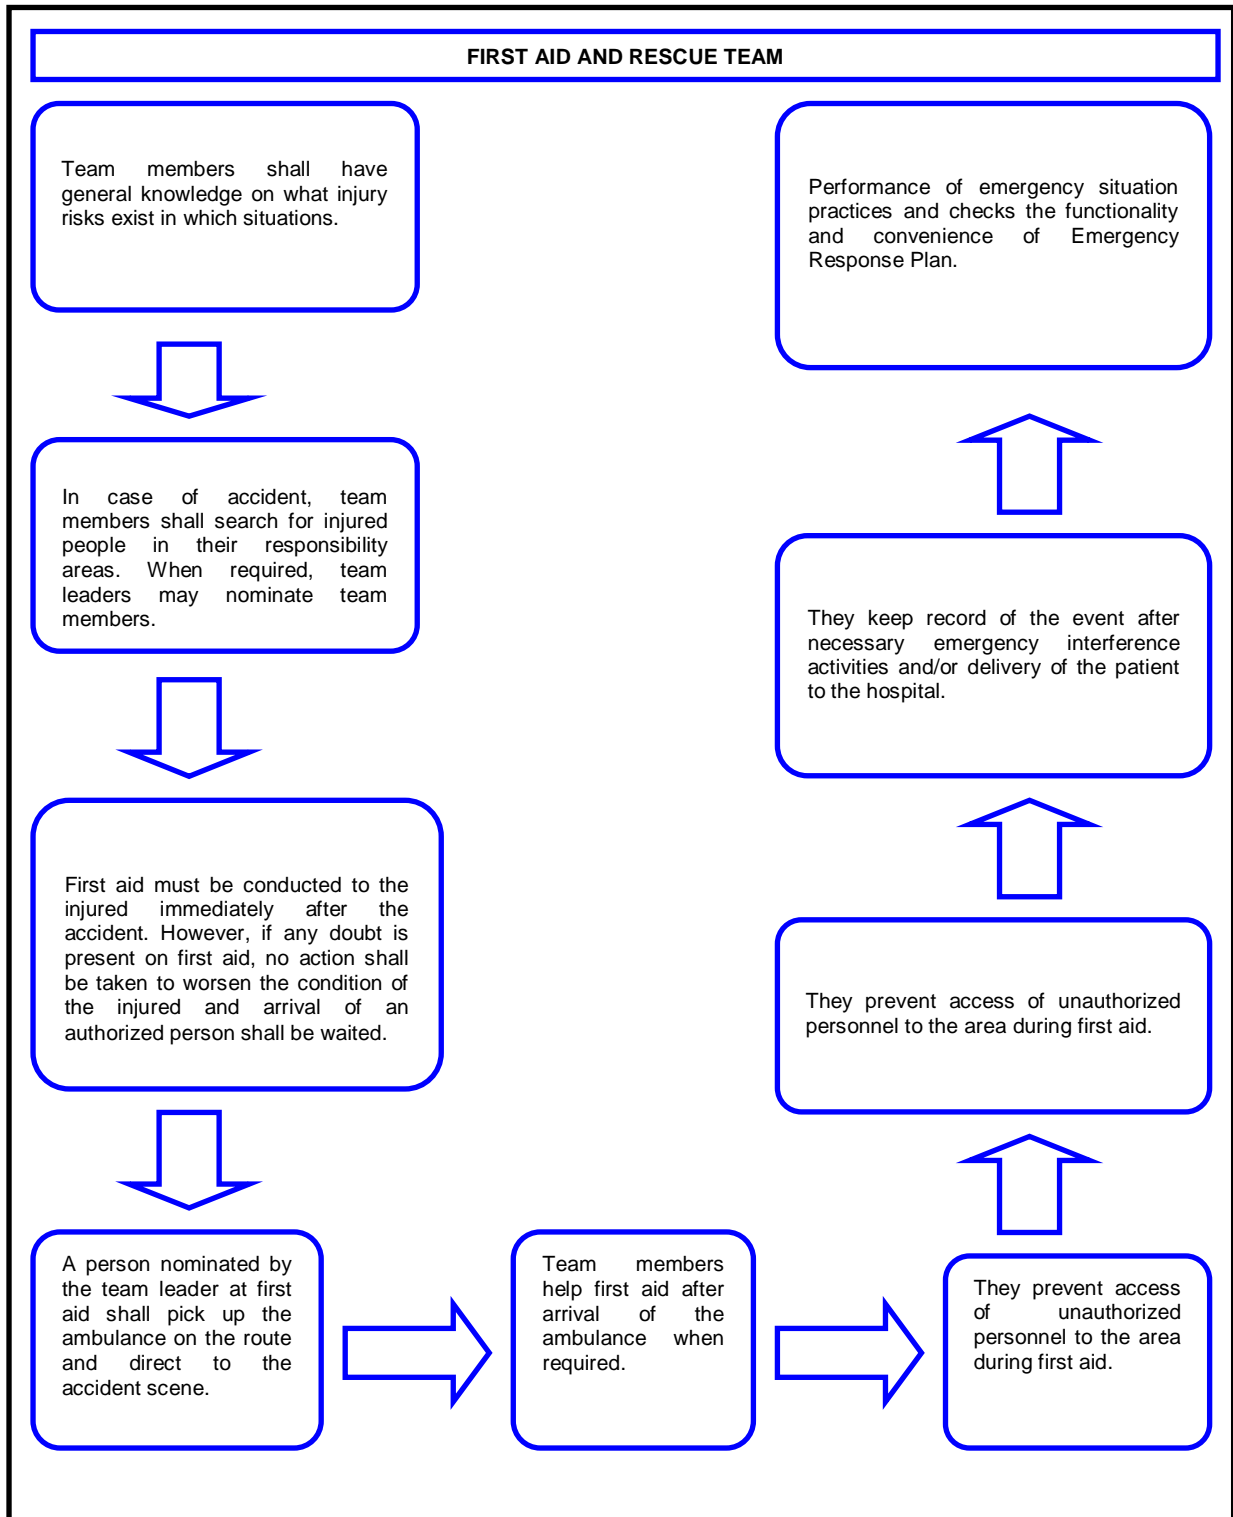 FIRST AID AND RESCUE TEAM
Team members shall have
general knowledge on what injury
risks exist in which situations.
In case of accident, team
members shall search for injured
people in their responsibility
areas. When required, team
leaders may nominate team
members.
First aid must be conducted to the
injured immediately after the
accident. However, if any doubt is
present on first aid, no action shall
be taken to worsen the condition of
the injured and arrival of an
authorized person shall be waited.
A person nominated by
the team leader at first
aid shall pick up the
ambulance on the route
and direct to the
accident scene.
Team members
help first aid after
arrival of the
ambulance when
required.
They prevent access
of unauthorized
personnel to the area
during first aid.
They prevent access of unauthorized
personnel to the area during first aid.
They keep record of the event after
necessary emergency interference
activities and/or delivery of the patient
to the hospital.
Performance of emergency situation
practices and checks the functionality
and convenience of Emergency
Response Plan.